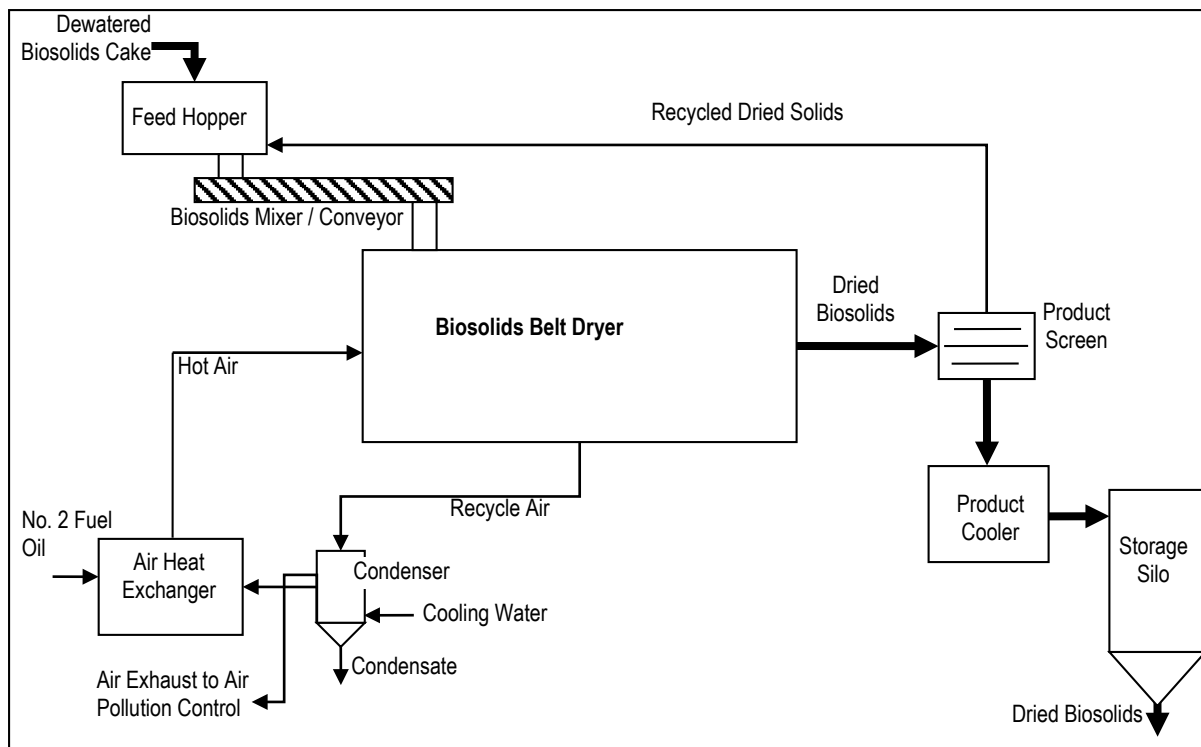 Dewatered
Biosolids Cake
Feed Hopper
Recycled Dried Solids
Biosolids Mixer / Conveyor
Dried
Biosolids
Product
Screen
Biosolids Belt Dryer
Hot Air
Recycle Air
No. 2 Fuel
Oil
Air Heat
Exchanger
Condenser
Cooling Water
Condensate
Air Exhaust to Air
Pollution Control
Product
Cooler
Storage
Silo
Dried Biosolids